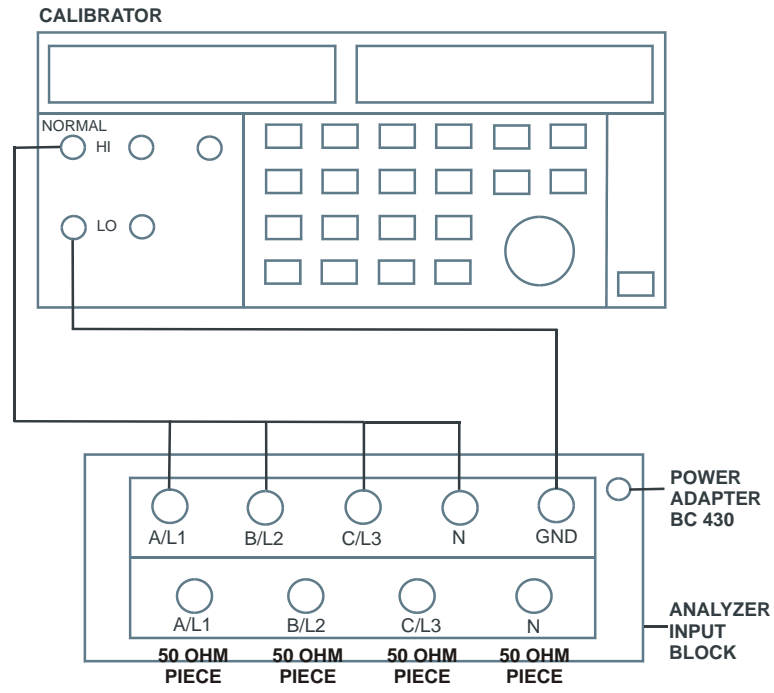 CALIBRATOR
NORMAL
HI
LO
A/L1 B/L2 C/L3 N GND
POWER
ADAPTER
BC 430
A/L1 B/L2 C/L3 N
ANALYZER
INPUT
BLOCK
50 OHM 50 OHM 50 OHM 50 OHM
PIECE PIECE PIECE PIECE